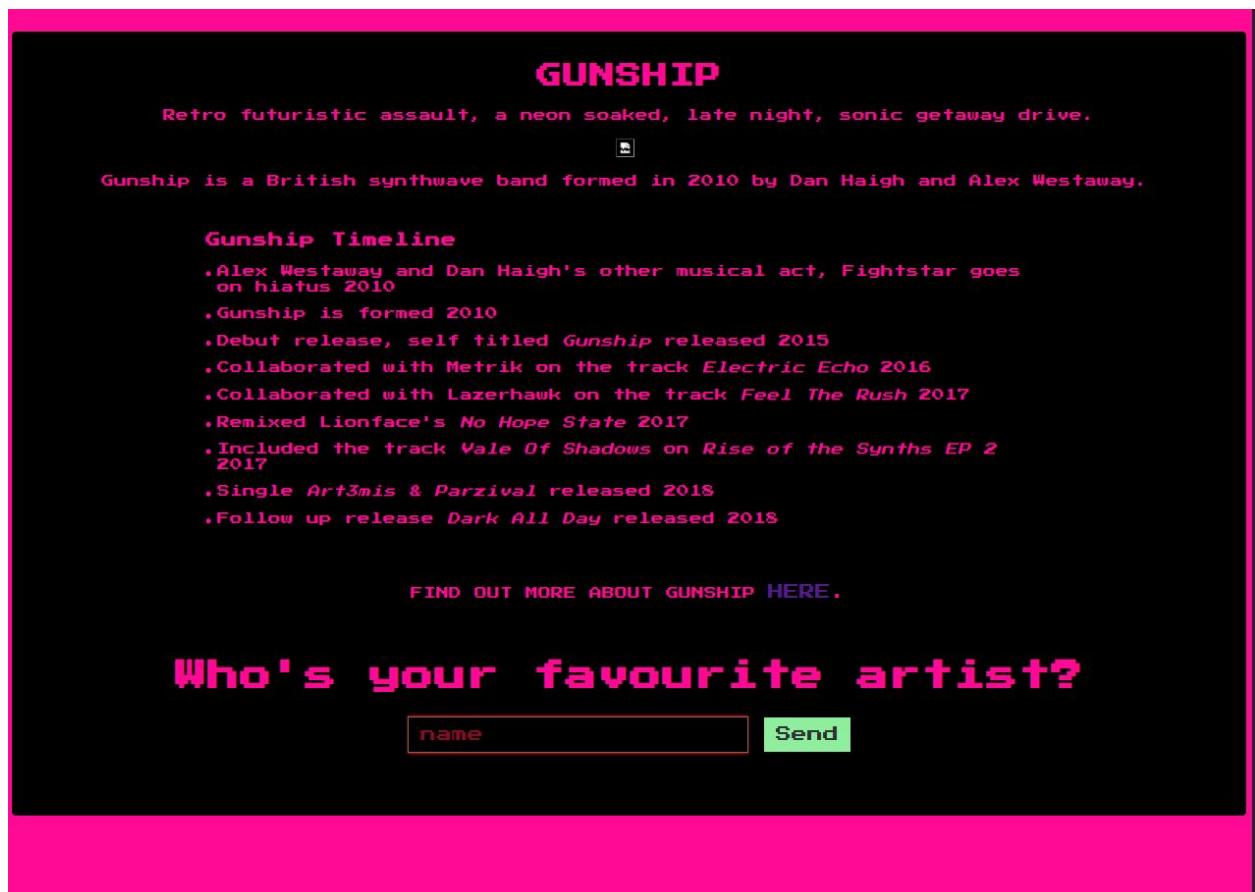 GUNSHIP
Retro futuristic assault, a neon soaked, late night, sonic getaway drive.
Gunship is a British synthwave band formed in 2010 by Dan Haigh and Alex Westaway.
Gunship Timeline
.Alex Westaway and Dan Haigh's other musical act, Fightstar goes
on hiatus 2010
.Gunship is formed 2010
.Debut release, self titled Gunship released 2015
.Collaborated with Metrik on the track Electric Echo 2016
.Collaborated with Lazerhawk on the track Feel The Rush 2017
.Remixed Lionface's No Hope State 2017
.Included the track Vale Of Shadows on Rise of the Synths EP 2
2017
.Single Art3mis & Parzival released 2018
.Follow up release Dark All Day released 2018
FIND OUT MORE ABOUT GUNSHIP HERE.
Who's your favourite artist?
name Send